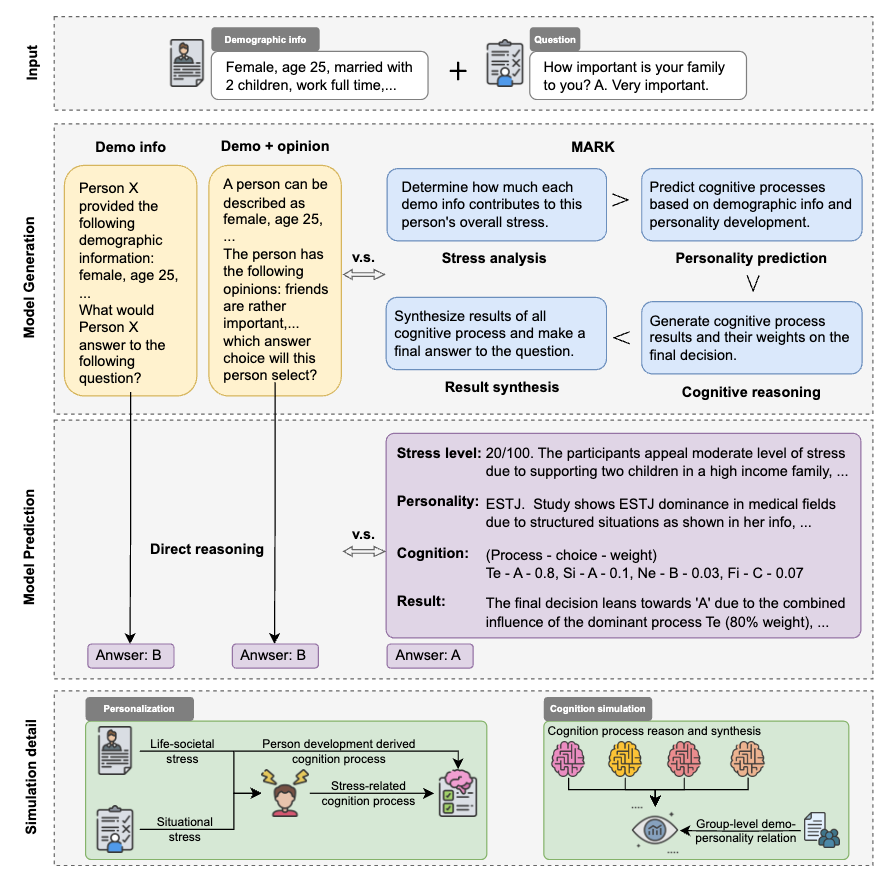 Input
Demographic info
Female, age 25, married with
2 children, work full time,...
+
Question
How important is your family
to you? A. Very important.
Model Generation
Demo info
Person X
provided the
following
demographic
information:
female, age 25,
...
What would
Person X
answer to the
following
question?
Demo + opinion
A person can be
described as
female, age 25,
...
The person has
the following
opinions: friends
are rather
important,...
which answer
choice will this
person select?
v.s.
MARK
Determine how much each
demo info contributes to this
person's overall stress.
Stress analysis
>
Predict cognitive processes
based on demographic info and
personality development.
Personality prediction
>
Generate cognitive process
results and their weights on the
final decision.
Cognitive reasoning
<
Synthesize results of all
cognitive process and make a
final answer to the question.
Result synthesis
Model Prediction
Direct reasoning
v.s.
Stress level: 20/100. The participants appeal moderate level of stress
due to supporting two children in a high income family, ...
Personality: ESTJ. Study shows ESTJ dominance in medical fields
due to structured situations as shown in her info, ...
Cognition: (Process - choice - weight)
Te - A - 0.8, Si - A - 0.1, Ne - B - 0.03, Fi - C - 0.07
Result: The final decision leans towards 'A' due to the combined
influence of the dominant process Te (80% weight), ...
Anwser: B
Anwser: B
Anwser: A
Simulation detail
Personalization
Life-societal
stress
Person development derived
cognition process
Stress-related
cognition process
Situational
stress
Cognition simulation
Cognition process reason and synthesis
....
....
Group-level demo-
personality relation